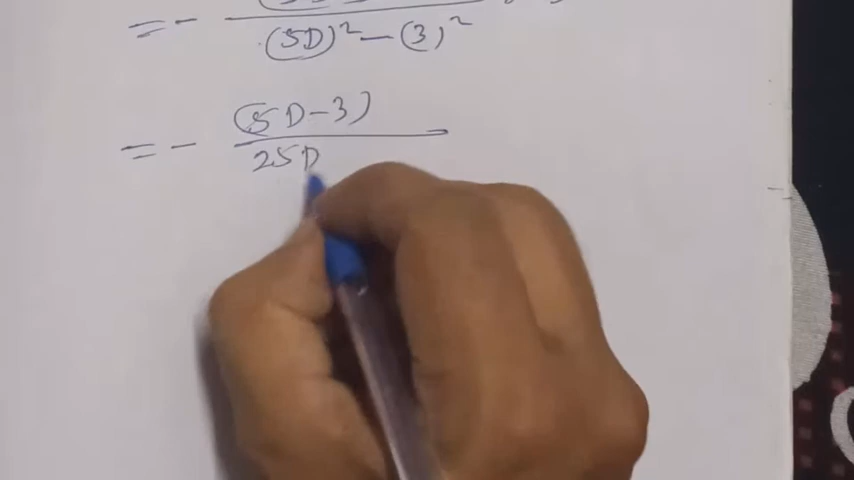 = - (5D)² - (3)²
= - (5D-3) / 25D